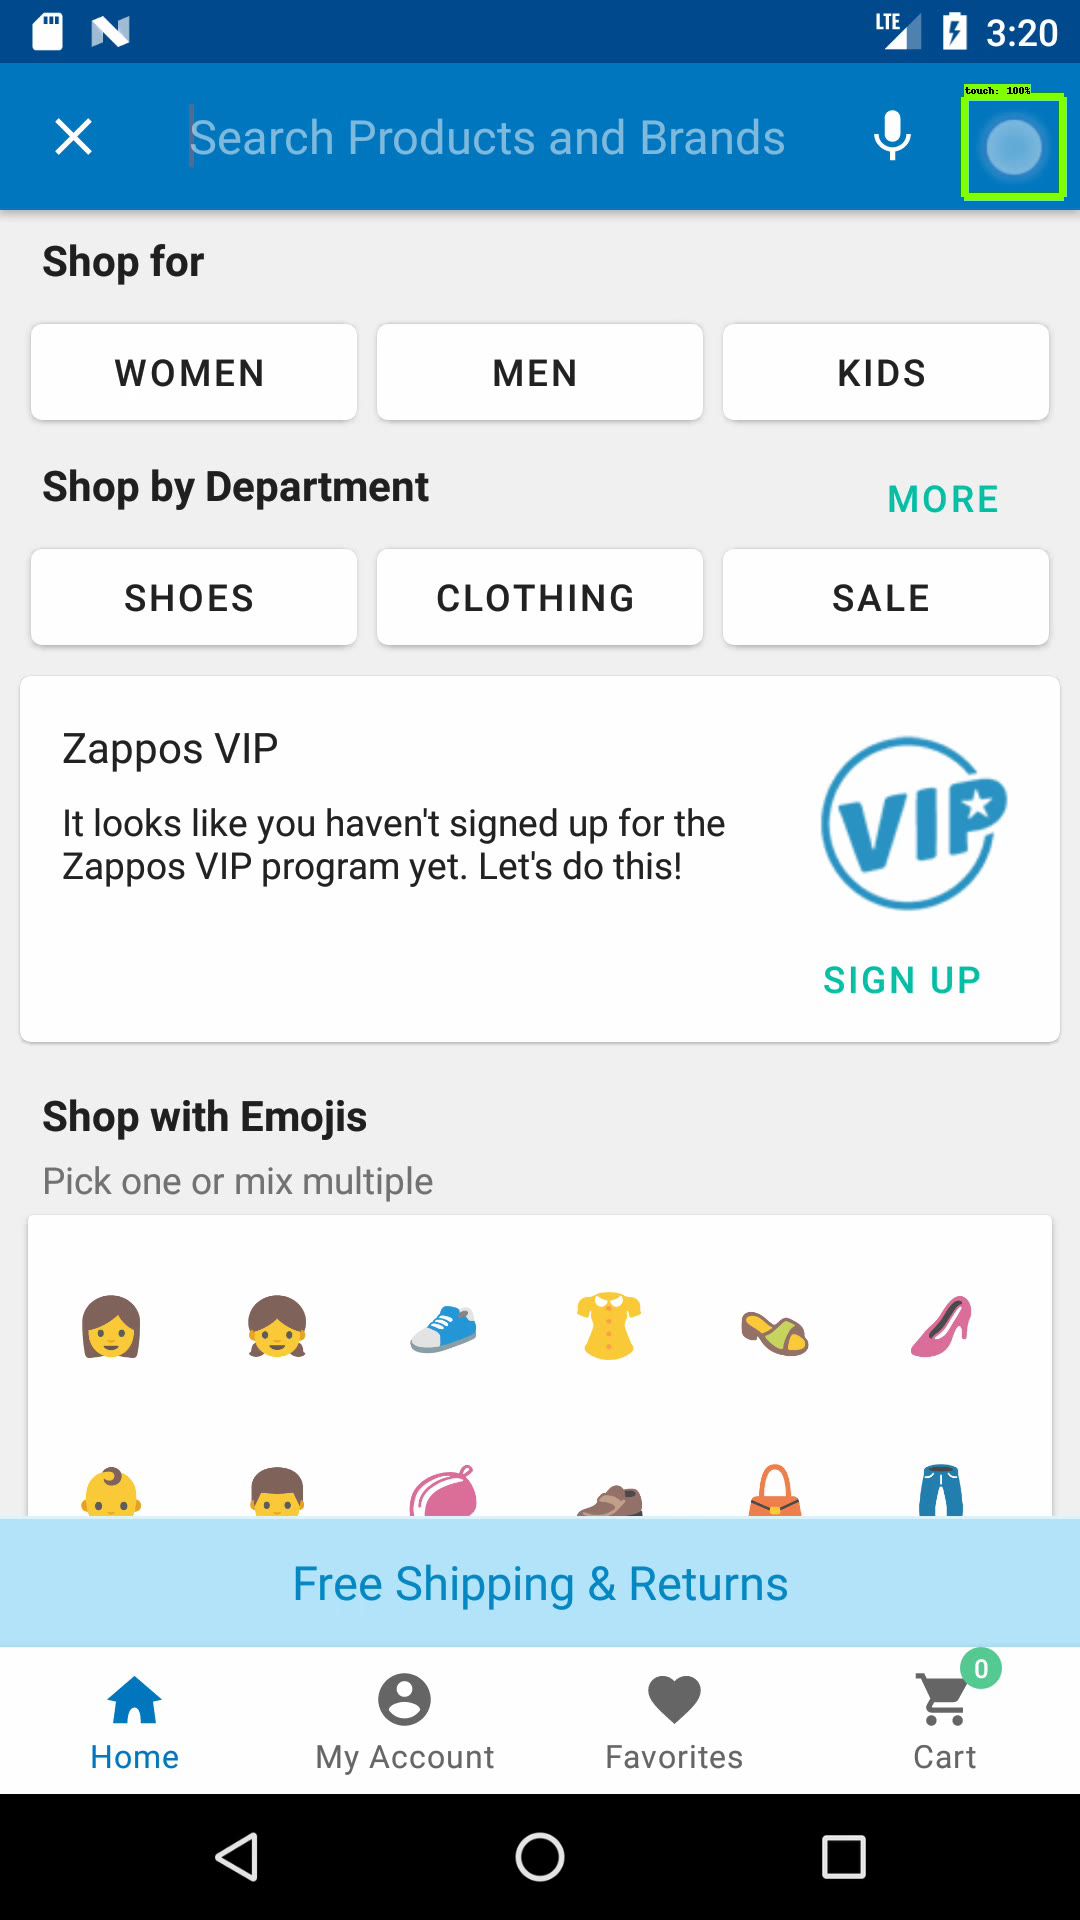 LTE 3:20
touch: 100%
Search Products and Brands
Shop for
WOMEN MEN KIDS
Shop by Department
MORE
SHOES CLOTHING SALE
Zappos VIP
It looks like you haven't signed up for the
Zappos VIP program yet. Let's do this!
VIP
SIGN UP
Shop with Emojis
Pick one or mix multiple
Free Shipping & Returns
0
Home My Account Favorites Cart